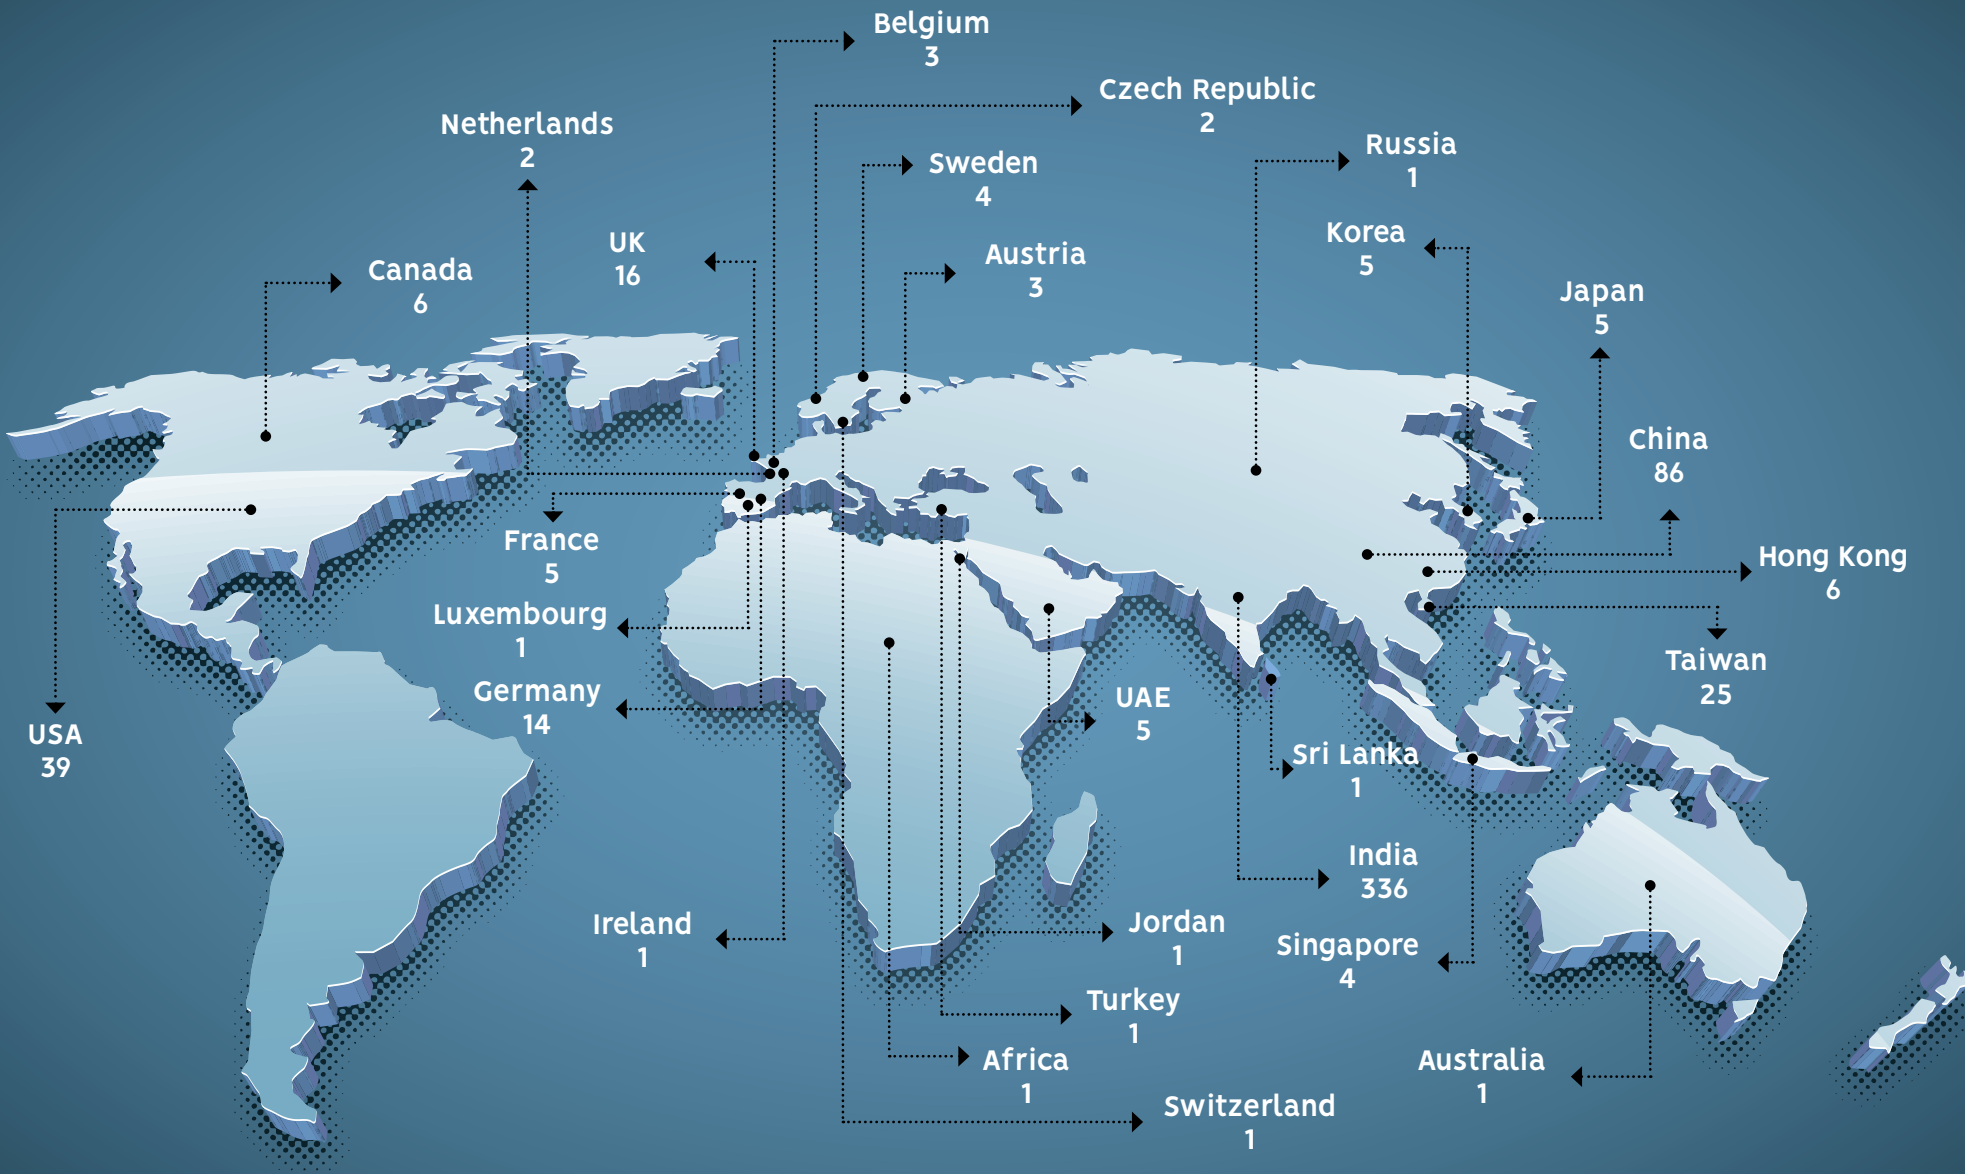 Belgium
3
Czech Republic
2
Netherlands
2
Russia
1
Sweden
4
UK
16
Korea
5
Austria
3
Canada
6
Japan
5
China
86
France
5
Hong Kong
6
Luxembourg
1
Taiwan
25
Germany
14
UAE
5
USA
39
Sri Lanka
1
India
336
Ireland
1
Jordan
1
Singapore
4
Turkey
1
Africa
1
Australia
1
Switzerland
1